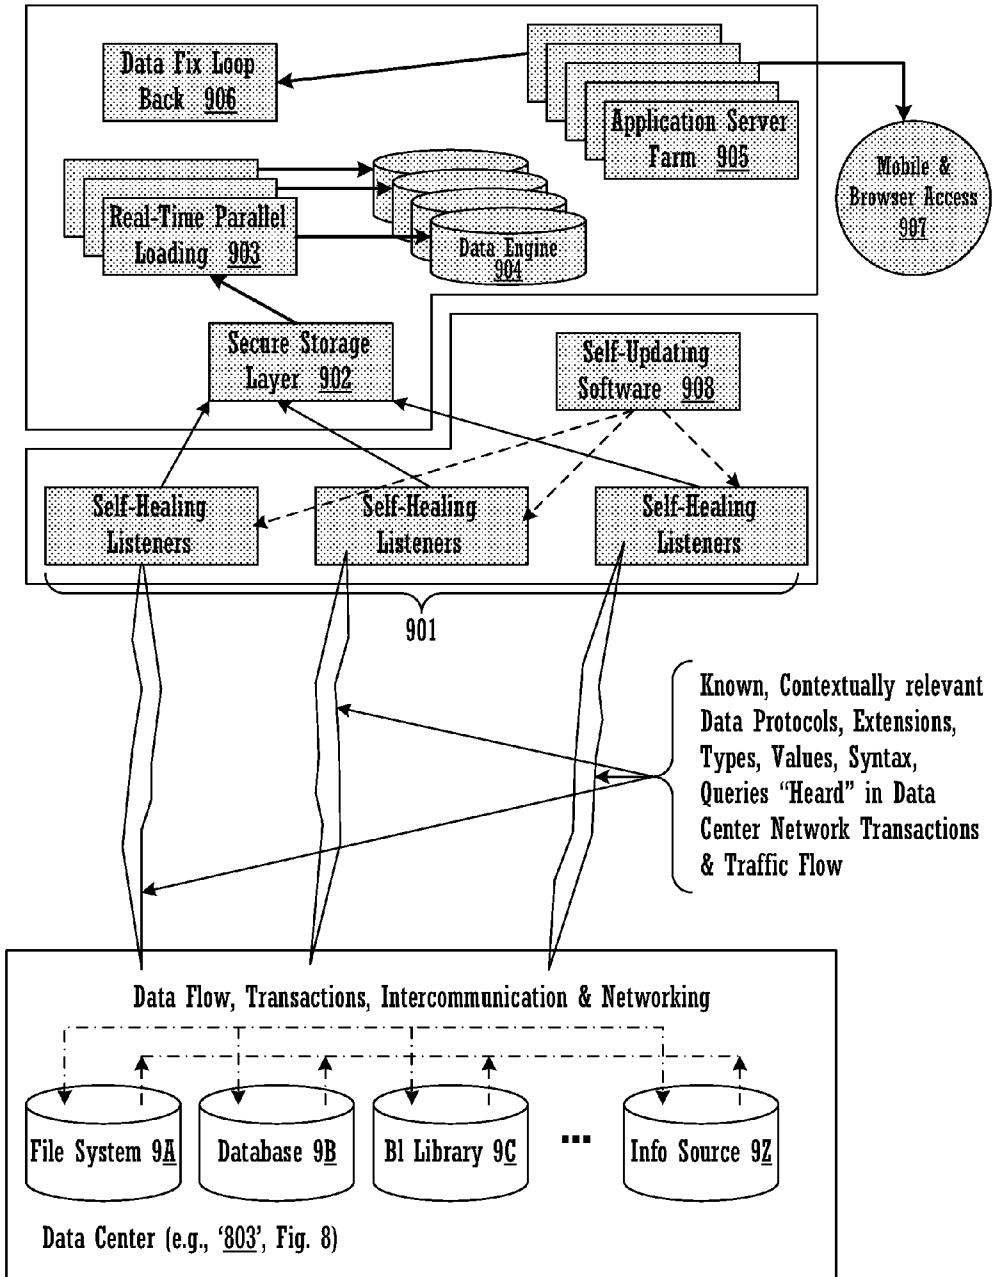 Data Fix Loop
Back 906
Application Server
Farm 905
Mobile &
Browser Access
907
Real-Time Parallel
Loading 903
Data Engine
904
Secure Storage
Layer 902
Self-Updating
Software 908
Self-Healing
Listeners
Self-Healing
Listeners
Self-Healing
Listeners
901
Known, Contextually relevant
Data Protocols, Extensions,
Types, Values, Syntax,
Queries “Heard” in Data
Center Network Transactions
& Traffic Flow
Data Flow, Transactions, Intercommunication & Networking
File System 9A
Database 9B
Bl Library 9C
...
Info Source 9Z
Data Center (e.g., ‘803’, Fig. 8)